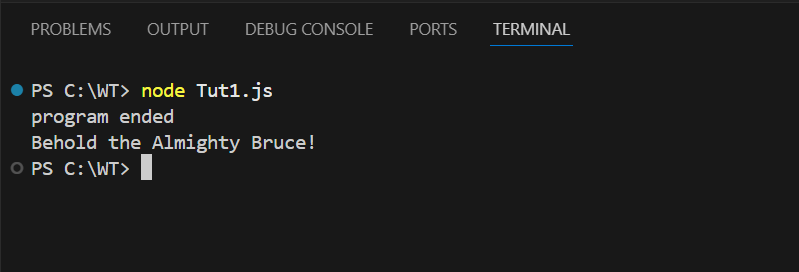 PROBLEMS OUTPUT DEBUG CONSOLE PORTS TERMINAL
PS C:\WT> node Tut1.js
program ended
Behold the Almighty Bruce!
PS C:\WT>